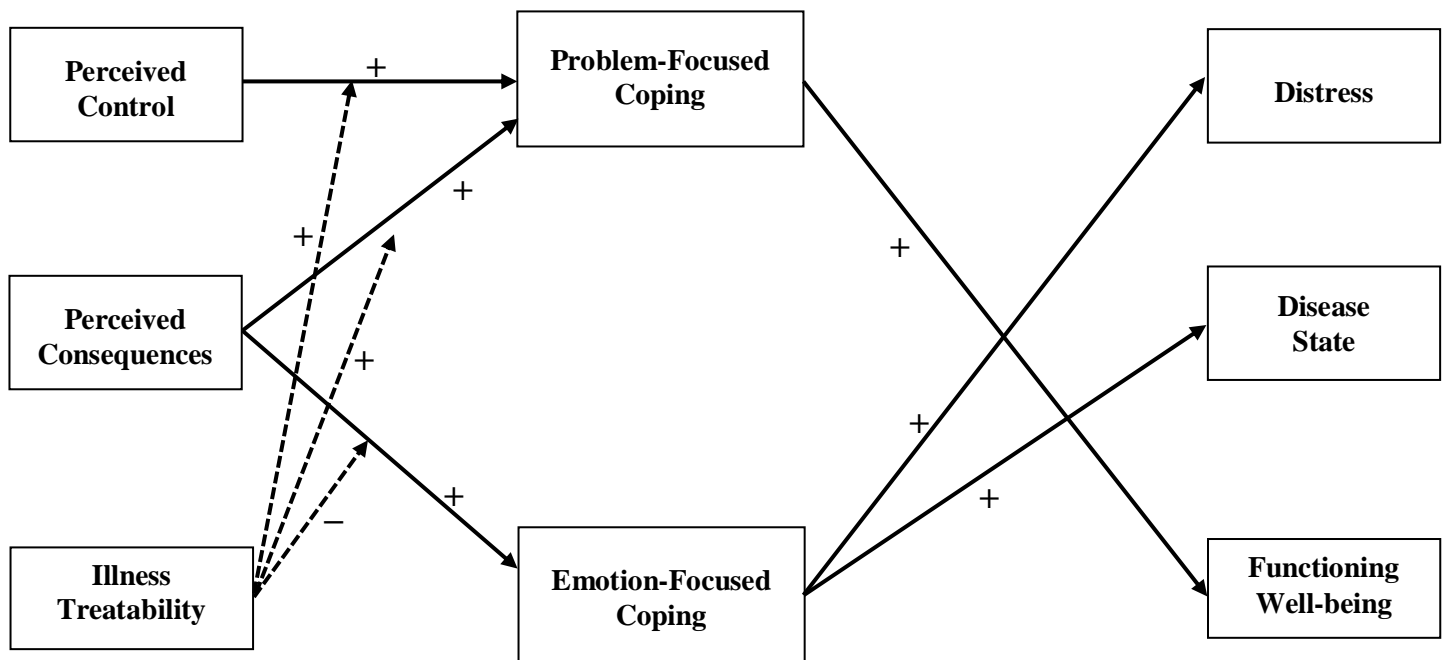 Perceived
Control
+
Problem-Focused
Coping
Distress
+
+
+
Perceived
Consequences
+
+
Disease
State
+
+
−
+
Illness
Treatability
Emotion-Focused
Coping
Functioning
Well-being